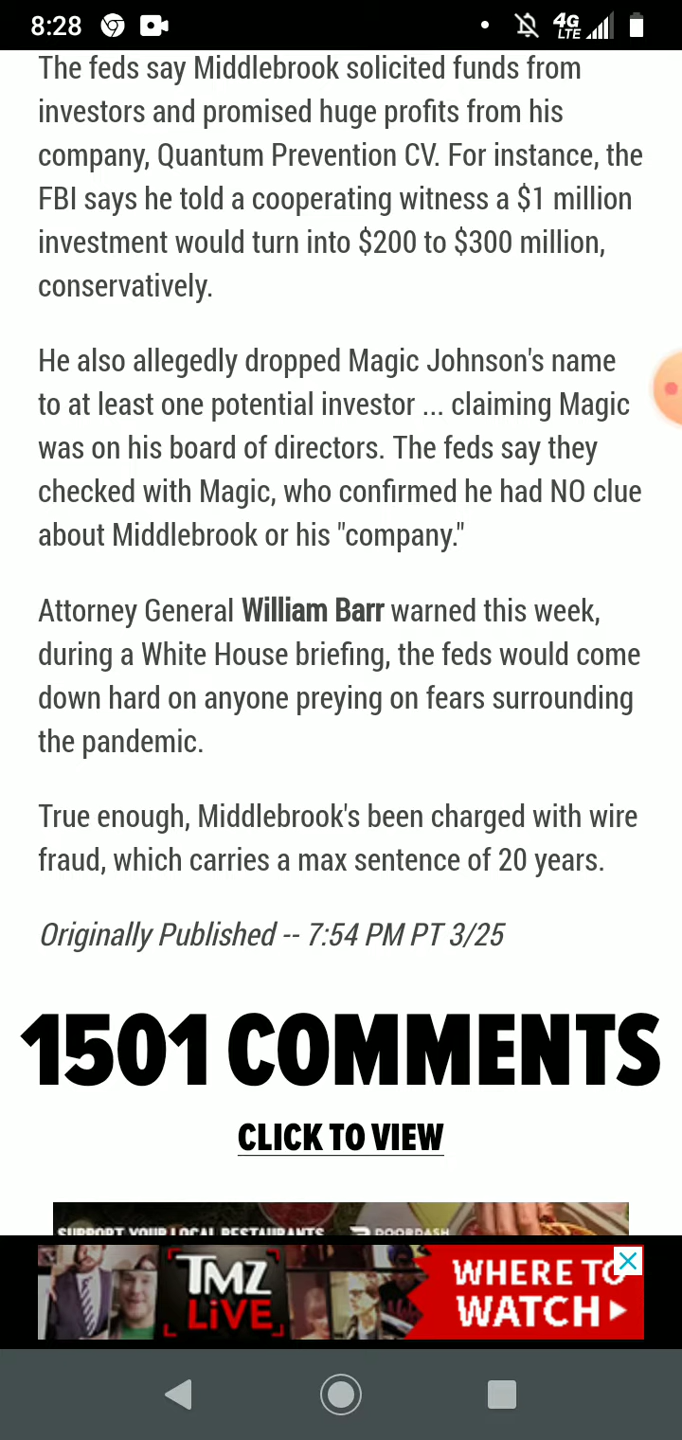 8:28
4G
LTE
The feds say Middlebrook solicited funds from
investors and promised huge profits from his
company, Quantum Prevention CV. For instance, the
FBI says he told a cooperating witness a $1 million
investment would turn into $200 to $300 million,
conservatively.
He also allegedly dropped Magic Johnson's name
to at least one potential investor ... claiming Magic
was on his board of directors. The feds say they
checked with Magic, who confirmed he had NO clue
about Middlebrook or his "company."
Attorney General William Barr warned this week,
during a White House briefing, the feds would come
down hard on anyone preying on fears surrounding
the pandemic.
True enough, Middlebrook's been charged with wire
fraud, which carries a max sentence of 20 years.
Originally Published -- 7:54 PM PT 3/25
1501 COMMENTS
CLICK TO VIEW
SUPPORT YOUR LOCAL RESTAURANTS DOORDASH
TMZ
LiVE
WHERE TO
WATCH